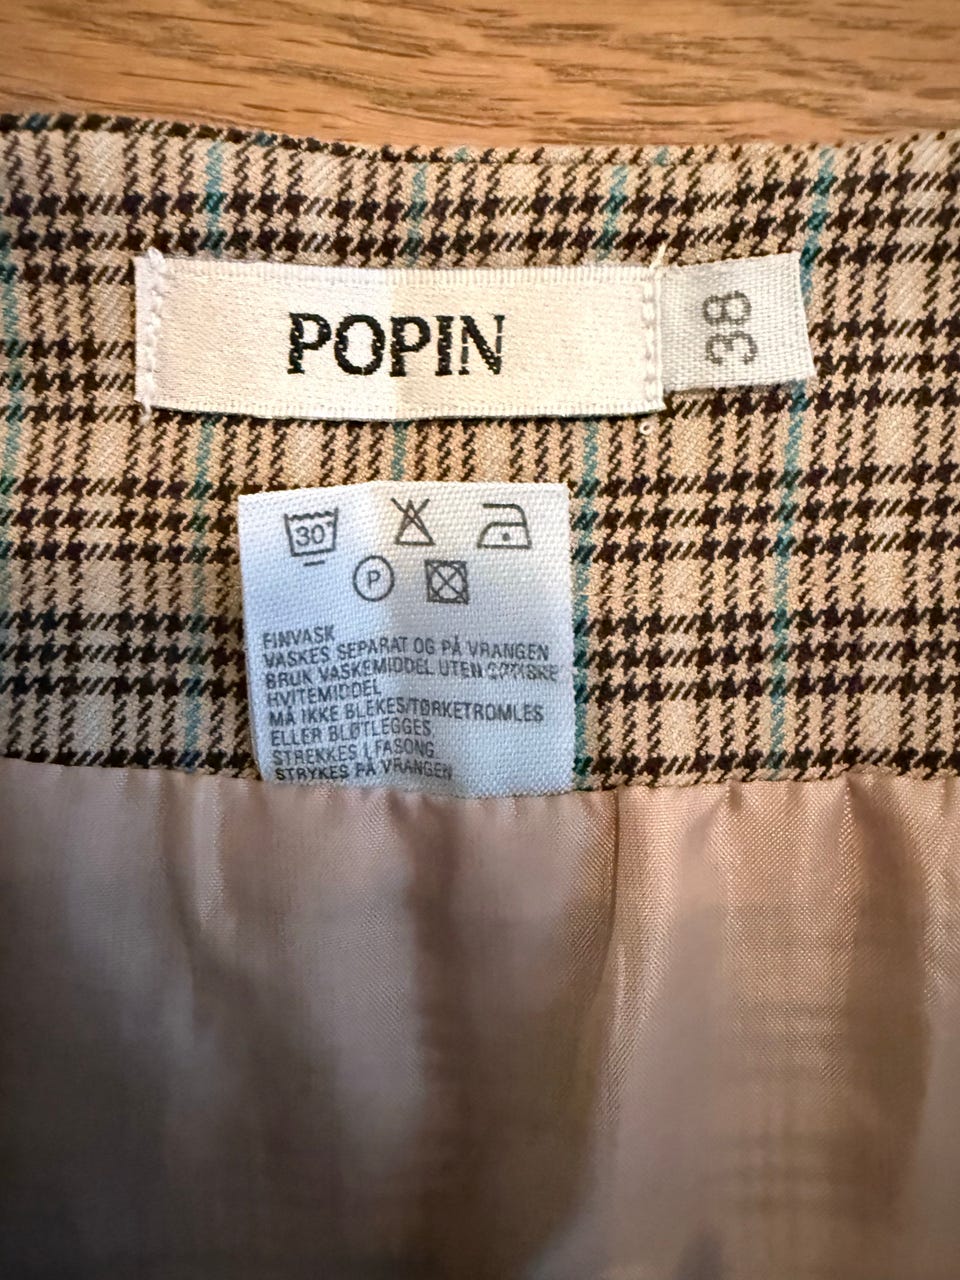 POPIN
38
30°
P
FINVASK
VASKES SEPARAT OG PÅ VRANGEN
BRUK VASKEMIDDEL UTEN OPTISKE
HVITEMIDDEL
MÅ IKKE BLEKES/TØRKETROMLES
ELLER BLØTLEGGES.
STREKKES I FASONG.
STRYKES PÅ VRANGEN